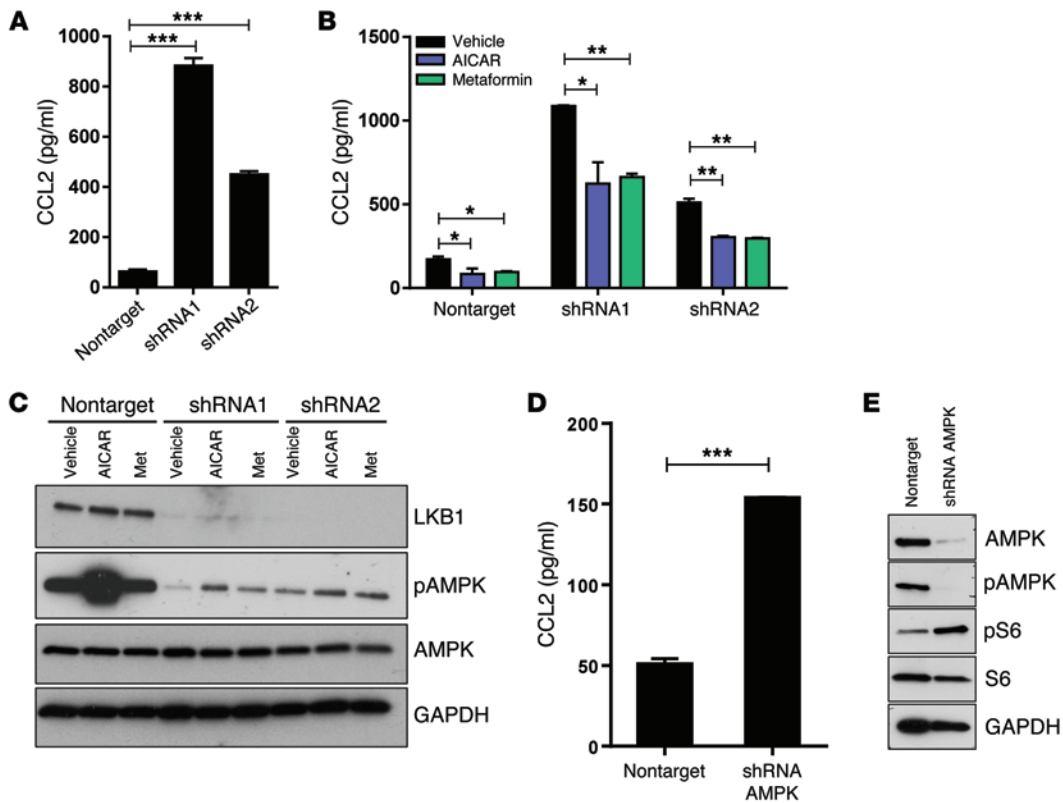 A
CCL2 (pg/ml)
1000
800
600
400
200
0
***
***
Nontarget
shRNA1
shRNA2
B
CCL2 (pg/ml)
1500
1000
500
0
Vehicle
AICAR
Metaformin
*
*
*
**
**
**
Nontarget
shRNA1
shRNA2
C
Nontarget
shRNA1
shRNA2
Vehicle
AICAR
Met
Vehicle
AICAR
Met
Vehicle
AICAR
Met
LKB1
pAMPK
AMPK
GAPDH
D
CCL2 (pg/ml)
200
150
100
50
0
***
Nontarget
shRNA
AMPK
E
Nontarget
shRNA AMPK
AMPK
pAMPK
pS6
S6
GAPDH